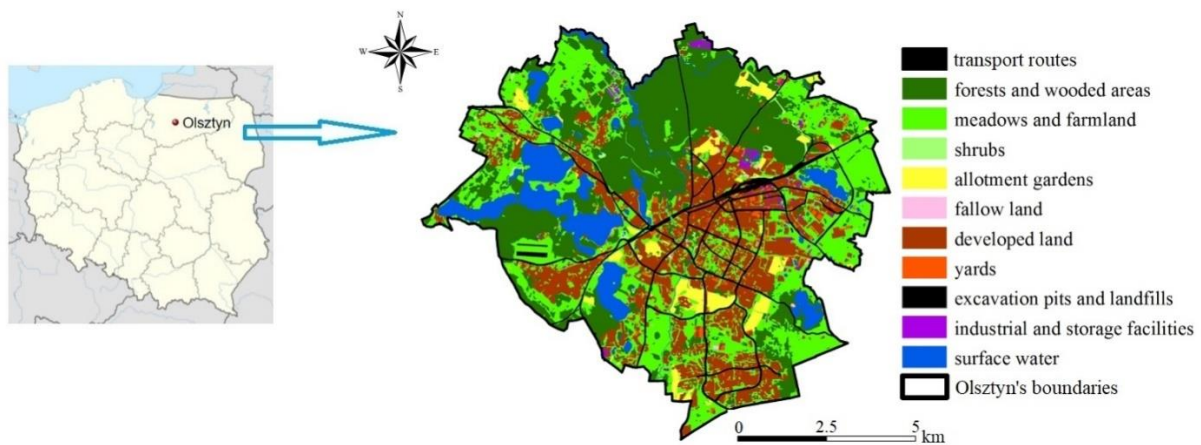 Olsztyn
N
W
E
S
transport routes
forests and wooded areas
meadows and farmland
shrubs
allotment gardens
fallow land
developed land
yards
excavation pits and landfills
industrial and storage facilities
surface water
Olsztyn's boundaries
0 2.5 5
km